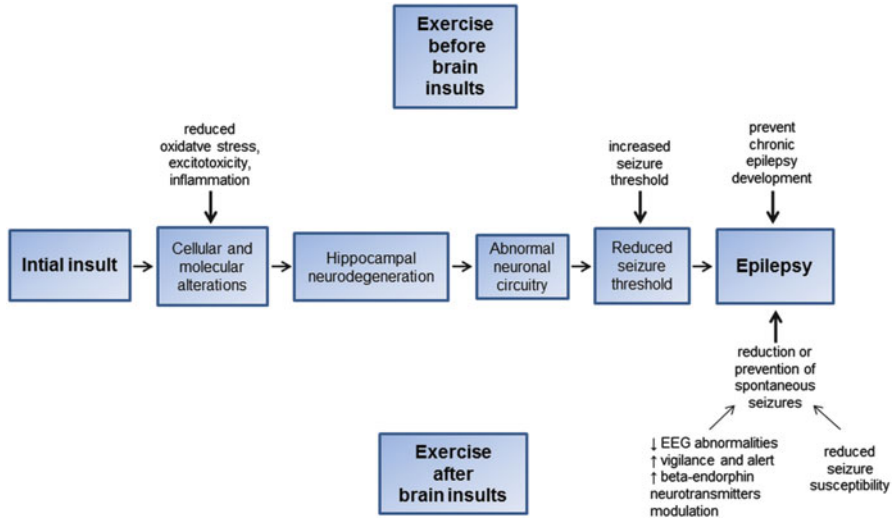 Exercise
before
brain
insults
reduced
oxidatve stress,
excitotoxicity,
inflammation
increased
seizure
threshold
prevent
chronic
epilepsy
development
Intial insult
Cellular and
molecular
alterations
Hippocampal
neurodegeneration
Abnormal
neuronal
circuitry
Reduced
seizure
threshold
Epilepsy
reduction or
prevention of
spontaneous
seizures
↓ EEG abnormalities
↑ vigilance and alert
↑ beta-endorphin
neurotransmitters
modulation
reduced
seizure
susceptibility
Exercise
after
brain insults